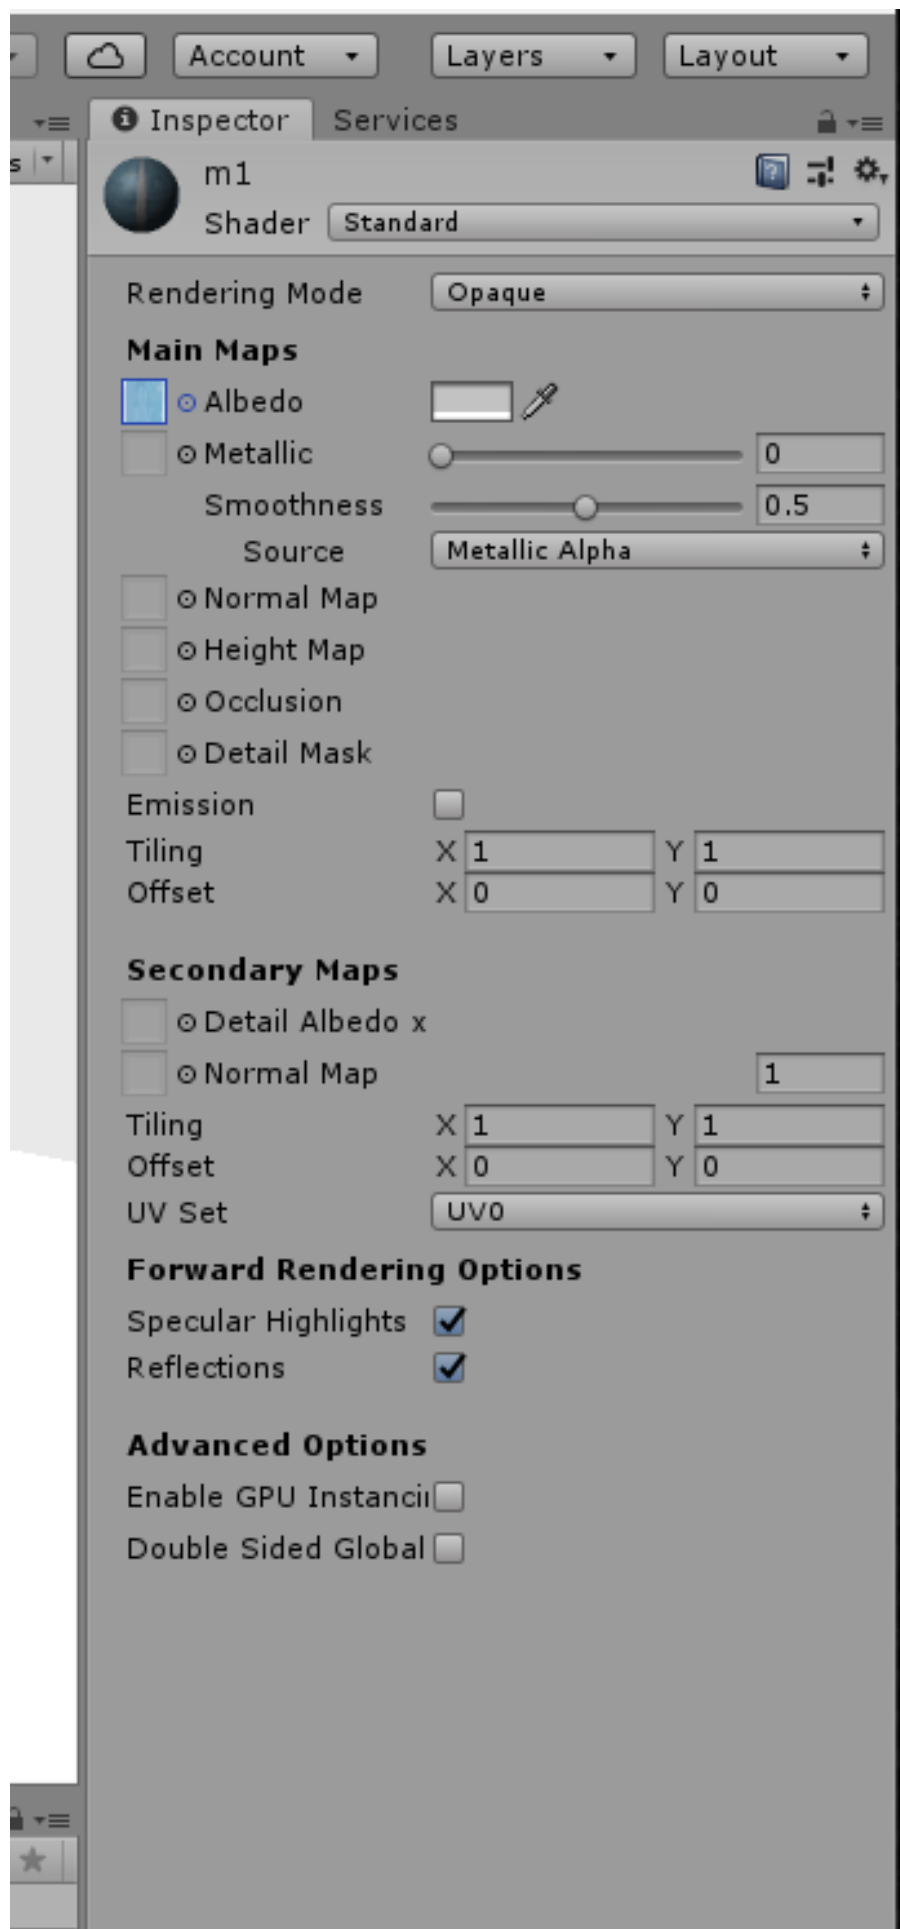 Account Layers Layout
Inspector Services
s
m1
Shader Standard
Rendering Mode Opaque
Main Maps
Albedo
Metallic 0
Smoothness 0.5
Source Metallic Alpha
Normal Map
Height Map
Occlusion
Detail Mask
Emission
Tiling X 1 Y 1
Offset X 0 Y 0
Secondary Maps
Detail Albedo x
Normal Map 1
Tiling X 1 Y 1
Offset X 0 Y 0
UV Set UV0
Forward Rendering Options
Specular Highlights
Reflections
Advanced Options
Enable GPU Instanci
Double Sided Global